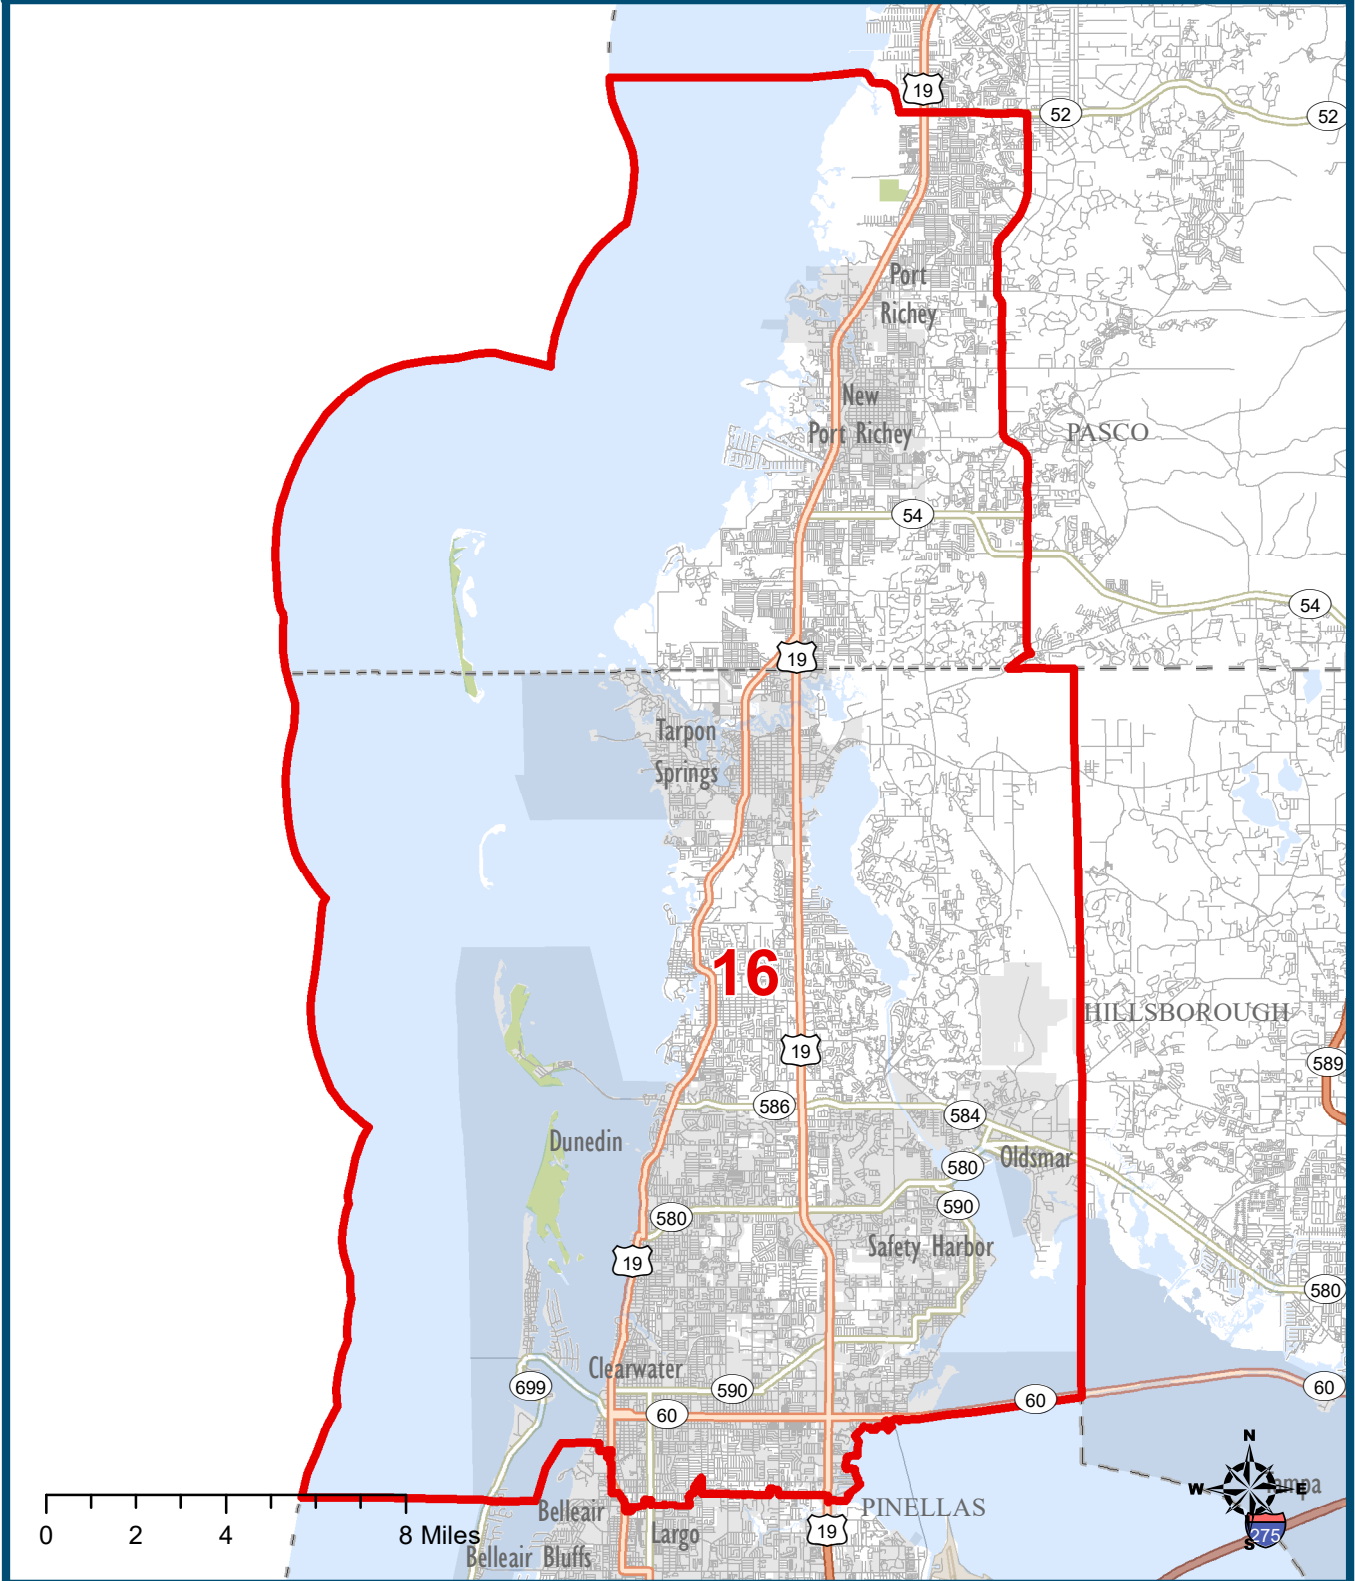 19
52
52
Port
Richey
New
Port Richey
PASCO
54
54
19
Tarpon
Springs
16
HILLSBOROUGH
19
589
586
584
Dunedin
Oldsmar
580
590
580
Safety Harbor
19
580
Clearwater
699
590
60
60
60
N
W
E
S
ampa
275
0
2
4
8 Miles
Belleair
PINELLAS
Largo
19
Belleair Bluffs